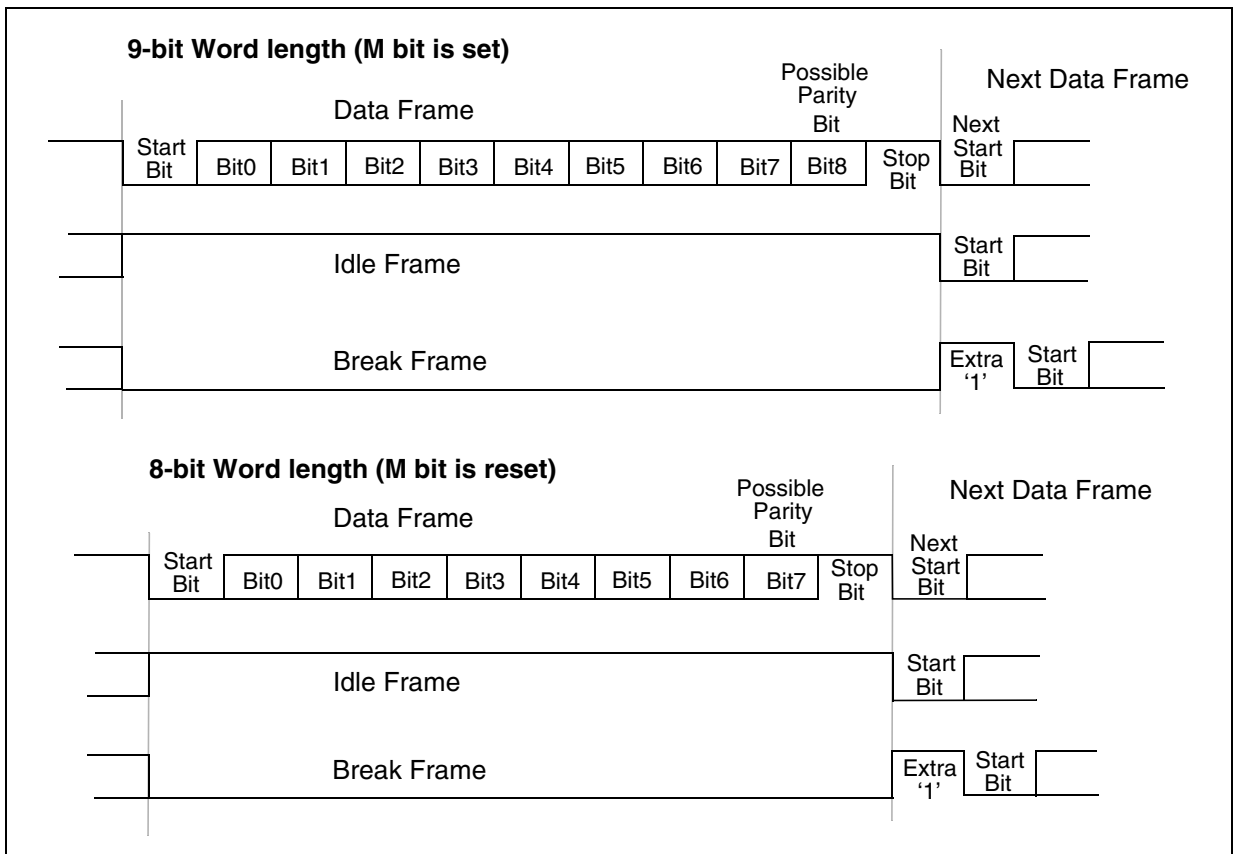 9-bit Word length (M bit is set)
Possible
Parity
Bit
Next Data Frame
Data Frame
Start
Bit
Bit0
Bit1
Bit2
Bit3
Bit4
Bit5
Bit6
Bit7
Bit8
Stop
Bit
Next
Start
Bit
Idle Frame
Start
Bit
Break Frame
Extra
‘1’
Start
Bit
8-bit Word length (M bit is reset)
Possible
Parity
Bit
Next Data Frame
Data Frame
Start
Bit
Bit0
Bit1
Bit2
Bit3
Bit4
Bit5
Bit6
Bit7
Stop
Bit
Next
Start
Bit
Idle Frame
Start
Bit
Break Frame
Extra
‘1’
Start
Bit